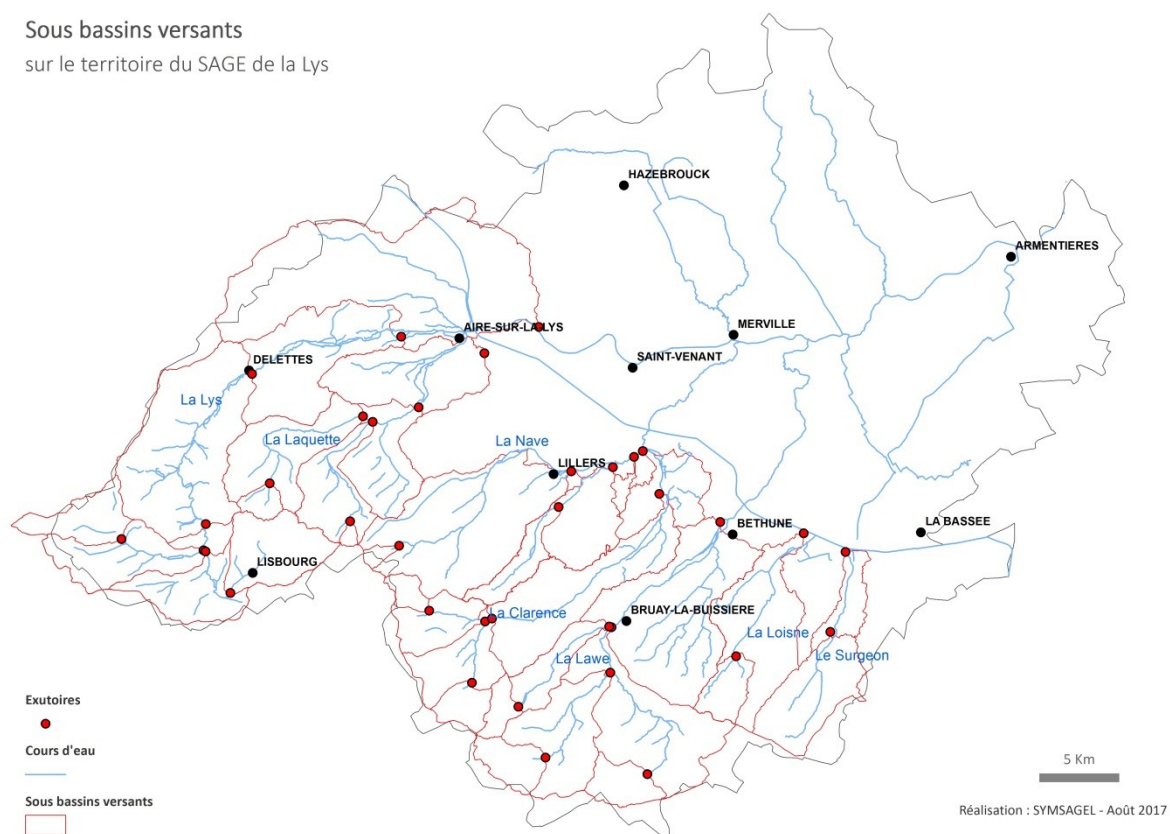 Sous bassins versants
sur le territoire du SAGE de la Lys
HAZEBROUCK
ARMENTIERES
AIRE-SUR-LA-LYS
MERVILLE
SAINT-VENANT
DELETTES
La Lys
La Laquette
La Nave
LILLERS
BETHUNE
LA BASSEE
LISBOURG
La Clarence
BRUAY-LA-BUISSIERE
La Loisne
La Lawe
Le Surgeon
Exutoires
Cours d'eau
Sous bassins versants
5 Km
Réalisation : SYMSAGEL - Août 2017